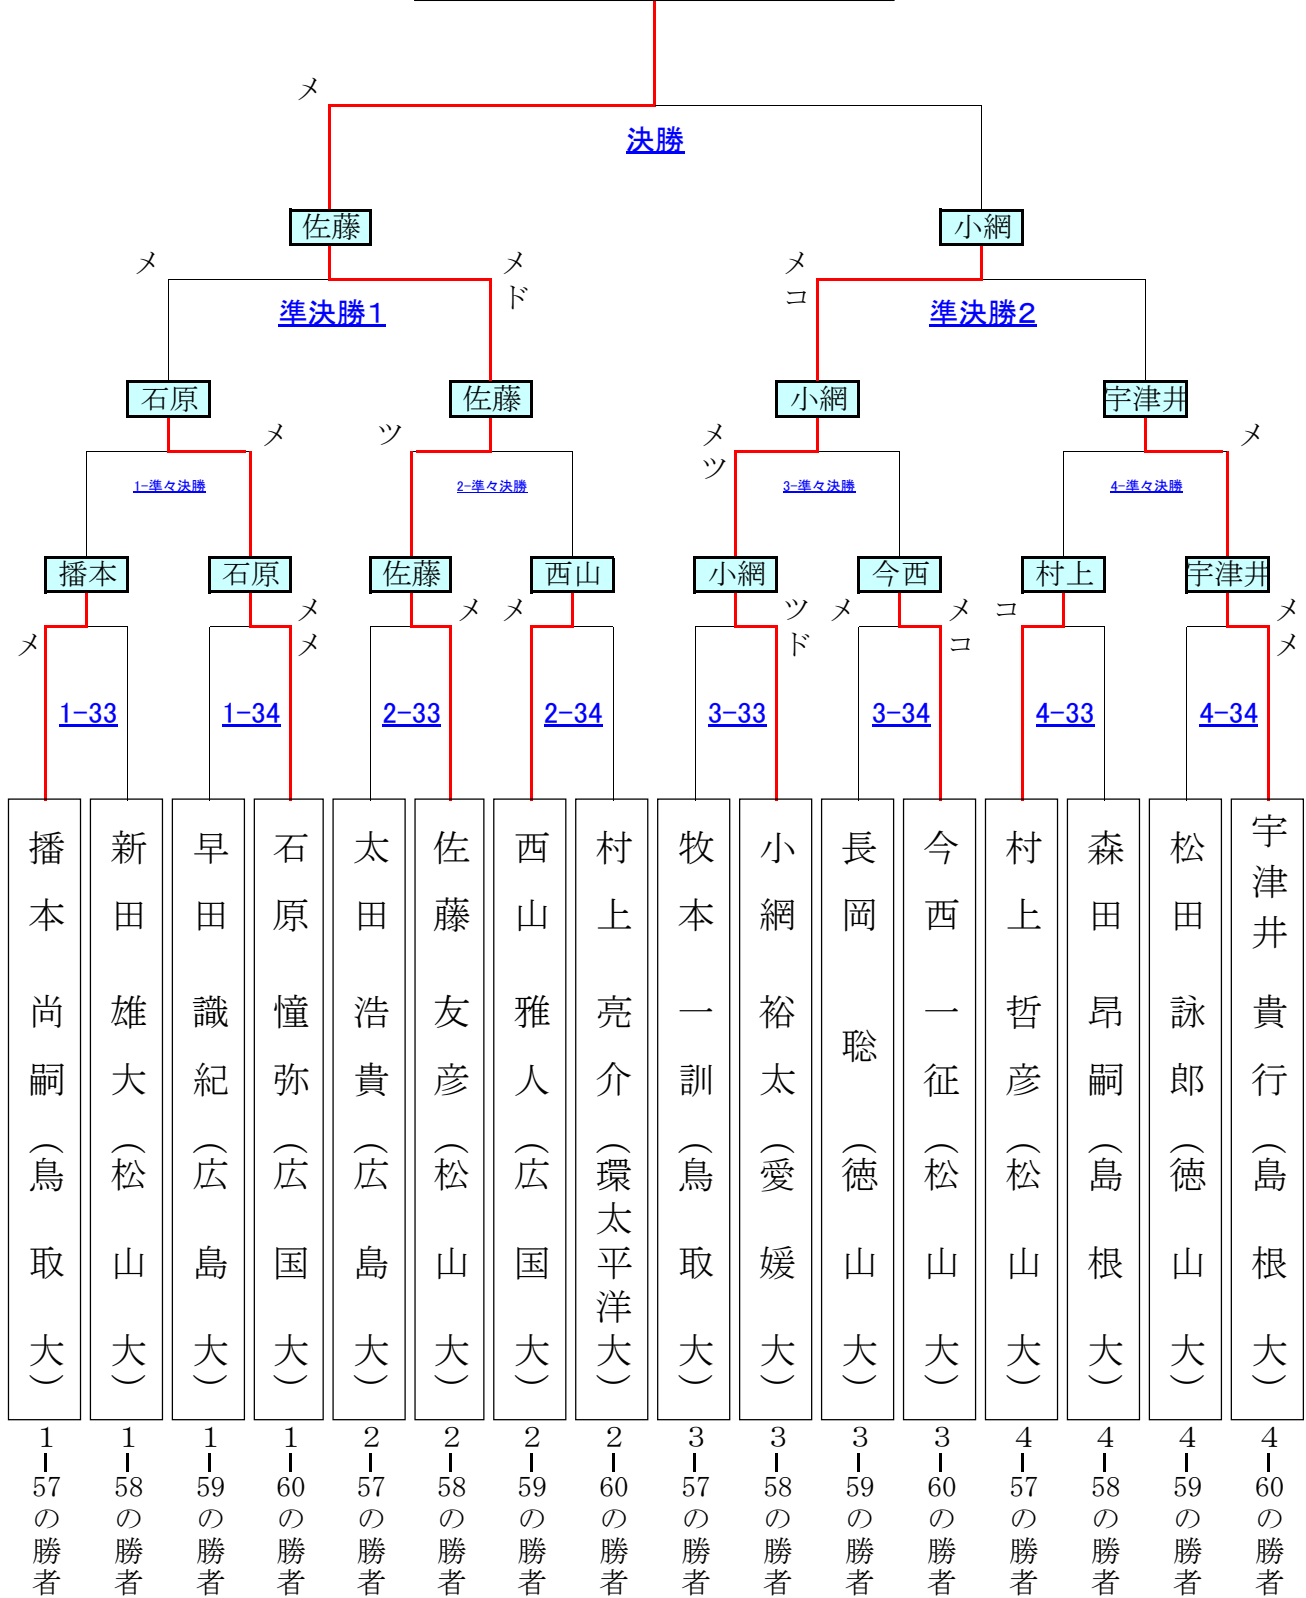 メ
決勝
佐藤
小網
メ
メ
ド
メ
コ
準決勝1
準決勝2
石原
佐藤
小網
宇津井
メ
ツ
メ
ツ
メ
1-準々決勝
2-準々決勝
3-準々決勝
4-準々決勝
播本
石原
佐藤
西山
小網
今西
村上
宇津井
メ
メ
メ
メ
メ
ツ
ド
メ
メ
コ
コ
メ
メ
1-33
1-34
2-33
2-34
3-33
3-34
4-33
4-34
播本 尚嗣(鳥取大)
新田 雄大(松山大)
早田 識紀(広島大)
石原 憧弥(広国大)
太田 浩貴(広島大)
佐藤 友彦(松山大)
西山 雅人(広国大)
村上 亮介(環太平洋大)
牧本 一訓(鳥取大)
小網 裕太(愛媛大)
長岡 聡(徳山大)
今西 一征(松山大)
村上 哲彦(松山大)
森田 昂嗣(島根大)
松田 詠郎(徳山大)
宇津井 貴行(島根大)
1-57の勝者
1-58の勝者
1-59の勝者
1-60の勝者
2-57の勝者
2-58の勝者
2-59の勝者
2-60の勝者
3-57の勝者
3-58の勝者
3-59の勝者
3-60の勝者
4-57の勝者
4-58の勝者
4-59の勝者
4-60の勝者